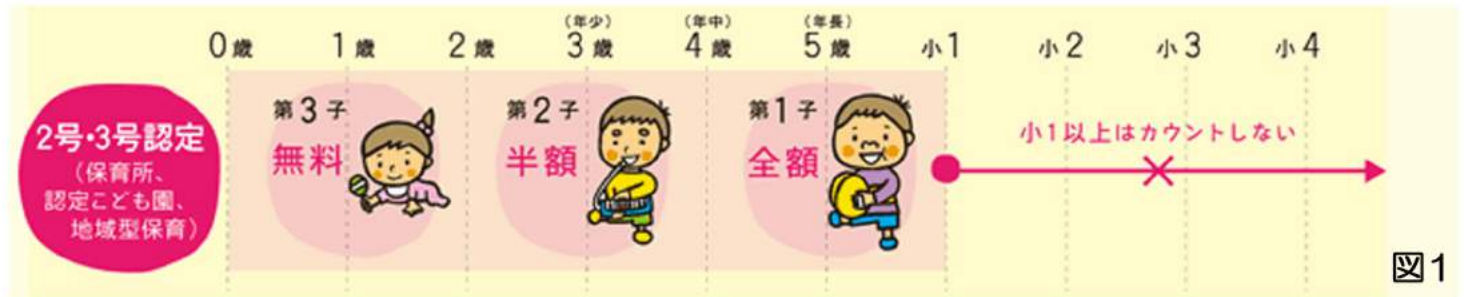 （年少） （年中） （年長）
0歳 1歳 2歳 3歳 4歳 5歳 小1 小2 小3 小4
2号・3号認定
（保育所、
認定こども園、
地域型保育）
第3子
無料
第2子
半額
第1子
全額
小1以上はカウントしない
図1